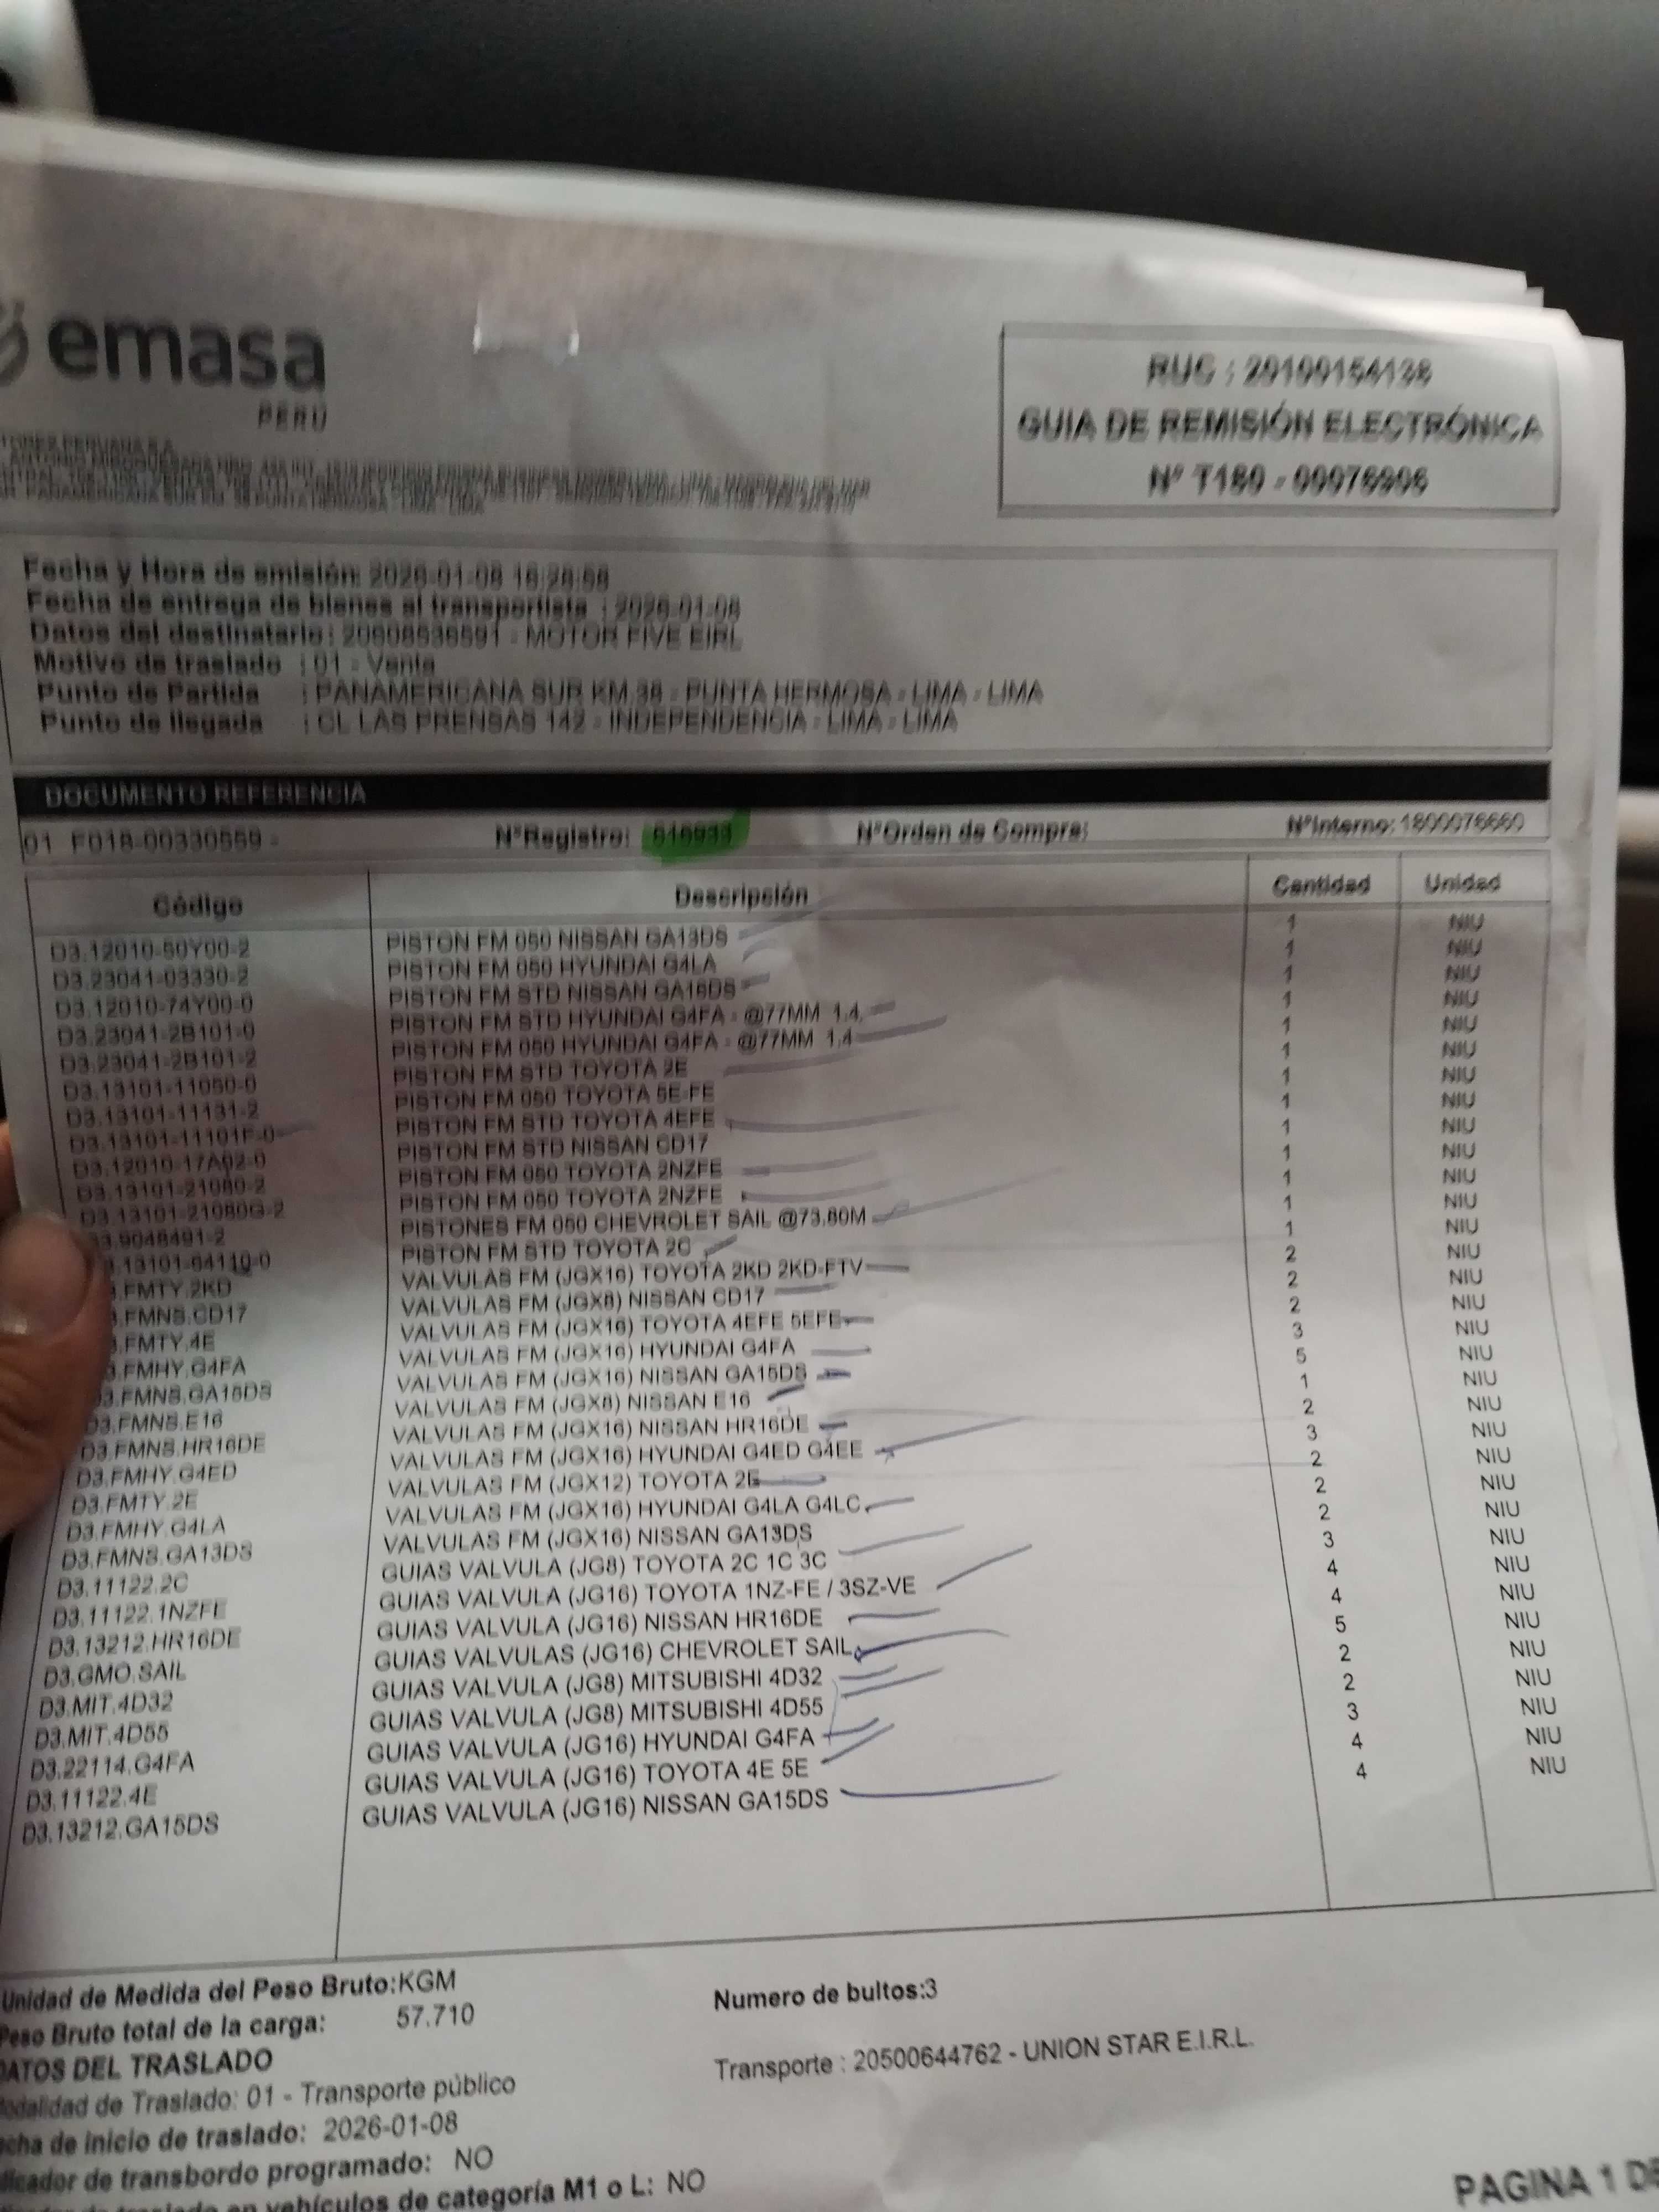 emasa
PERÚ
RUC : 20100154138
GUIA DE REMISIÓN ELECTRÓNICA
Nº T180 - 00076906
Fecha y Hora de emisión: 2026-01-08
Fecha de entrega de bienes al transportista : 2026-01-08
Datos del destinatario : - MOTOR FIVE EIRL
Motivo de traslado : 01 - Venta
Punto de Partida : PANAMERICANA SUR KM.38 - PUNTA HERMOSA - LIMA - LIMA
Punto de llegada : CL LAS PRENSAS 142 - INDEPENDENCIA - LIMA - LIMA
DOCUMENTO REFERENCIA
01 F018-00330559 - NºRegistro: NºOrden de Compra: NºInterno: 1800076660
Código Descripción Cantidad Unidad
D3.12010-50Y00-2 PISTON FM 050 NISSAN GA13DS 1 NIU
D3.23041-03330-2 PISTON FM 050 HYUNDAI G4LA 1 NIU
D3.12010-74Y00-0 PISTON FM STD NISSAN GA16DS 1 NIU
D3.23041-2B101-0 PISTON FM STD HYUNDAI G4FA - @77MM 1.4, 1 NIU
D3.23041-2B101-2 PISTON FM 050 HYUNDAI G4FA - @77MM 1.4 1 NIU
D3.13101-11050-0 PISTON FM STD TOYOTA 2E 1 NIU
D3.13101-11131-2 PISTON FM 050 TOYOTA 5E-FE 1 NIU
D3.13101-11101F-0 PISTON FM STD TOYOTA 4EFE 1 NIU
D3.12010-17A02-0 PISTON FM STD NISSAN CD17 1 NIU
D3.13101-21080-2 PISTON FM 050 TOYOTA 2NZFE 1 NIU
D3.13101-21080G-2 PISTON FM 050 TOYOTA 2NZFE 1 NIU
.9048491-2 PISTONES FM 050 CHEVROLET SAIL @73,80M 1 NIU
.13101-64110-0 PISTON FM STD TOYOTA 2C 1 NIU
.FMTY.2KD VALVULAS FM (JGX16) TOYOTA 2KD 2KD-FTV 2 NIU
.FMNS.CD17 VALVULAS FM (JGX8) NISSAN CD17 2 NIU
.FMTY.4E VALVULAS FM (JGX16) TOYOTA 4EFE 5EFE 2 NIU
.FMHY.G4FA VALVULAS FM (JGX16) HYUNDAI G4FA 3 NIU
.FMNS.GA15DS VALVULAS FM (JGX16) NISSAN GA15DS 5 NIU
.FMNS.E16 VALVULAS FM (JGX8) NISSAN E16 1 NIU
D3.FMNS.HR16DE VALVULAS FM (JGX16) NISSAN HR16DE 2 NIU
D3.FMHY.G4ED VALVULAS FM (JGX16) HYUNDAI G4ED G4EE 3 NIU
D3.FMTY.2E VALVULAS FM (JGX12) TOYOTA 2E 2 NIU
D3.FMHY.G4LA VALVULAS FM (JGX16) HYUNDAI G4LA G4LC 2 NIU
D3.FMNS.GA13DS VALVULAS FM (JGX16) NISSAN GA13DS 2 NIU
D3.11122.2C GUIAS VALVULA (JG8) TOYOTA 2C 1C 3C 3 NIU
D3.11122.1NZFE GUIAS VALVULA (JG16) TOYOTA 1NZ-FE / 3SZ-VE 4 NIU
D3.13212.HR16DE GUIAS VALVULA (JG16) NISSAN HR16DE 4 NIU
D3.GMO.SAIL GUIAS VALVULAS (JG16) CHEVROLET SAIL 5 NIU
D3.MIT.4D32 GUIAS VALVULA (JG8) MITSUBISHI 4D32 2 NIU
D3.MIT.4D55 GUIAS VALVULA (JG8) MITSUBISHI 4D55 2 NIU
D3.22114.G4FA GUIAS VALVULA (JG16) HYUNDAI G4FA 3 NIU
D3.11122.4E GUIAS VALVULA (JG16) TOYOTA 4E 5E 4 NIU
D3.13212.GA15DS GUIAS VALVULA (JG16) NISSAN GA15DS 4 NIU
Unidad de Medida del Peso Bruto:KGM Numero de bultos:3
Peso Bruto total de la carga: 57.710
DATOS DEL TRASLADO Transporte : 20500644762 - UNION STAR E.I.R.L.
Modalidad de Traslado: 01 - Transporte público
Fecha de inicio de traslado: 2026-01-08
Indicador de transbordo programado: NO
de traslado en vehículos de categoría M1 o L: NO
PAGINA 1 DE